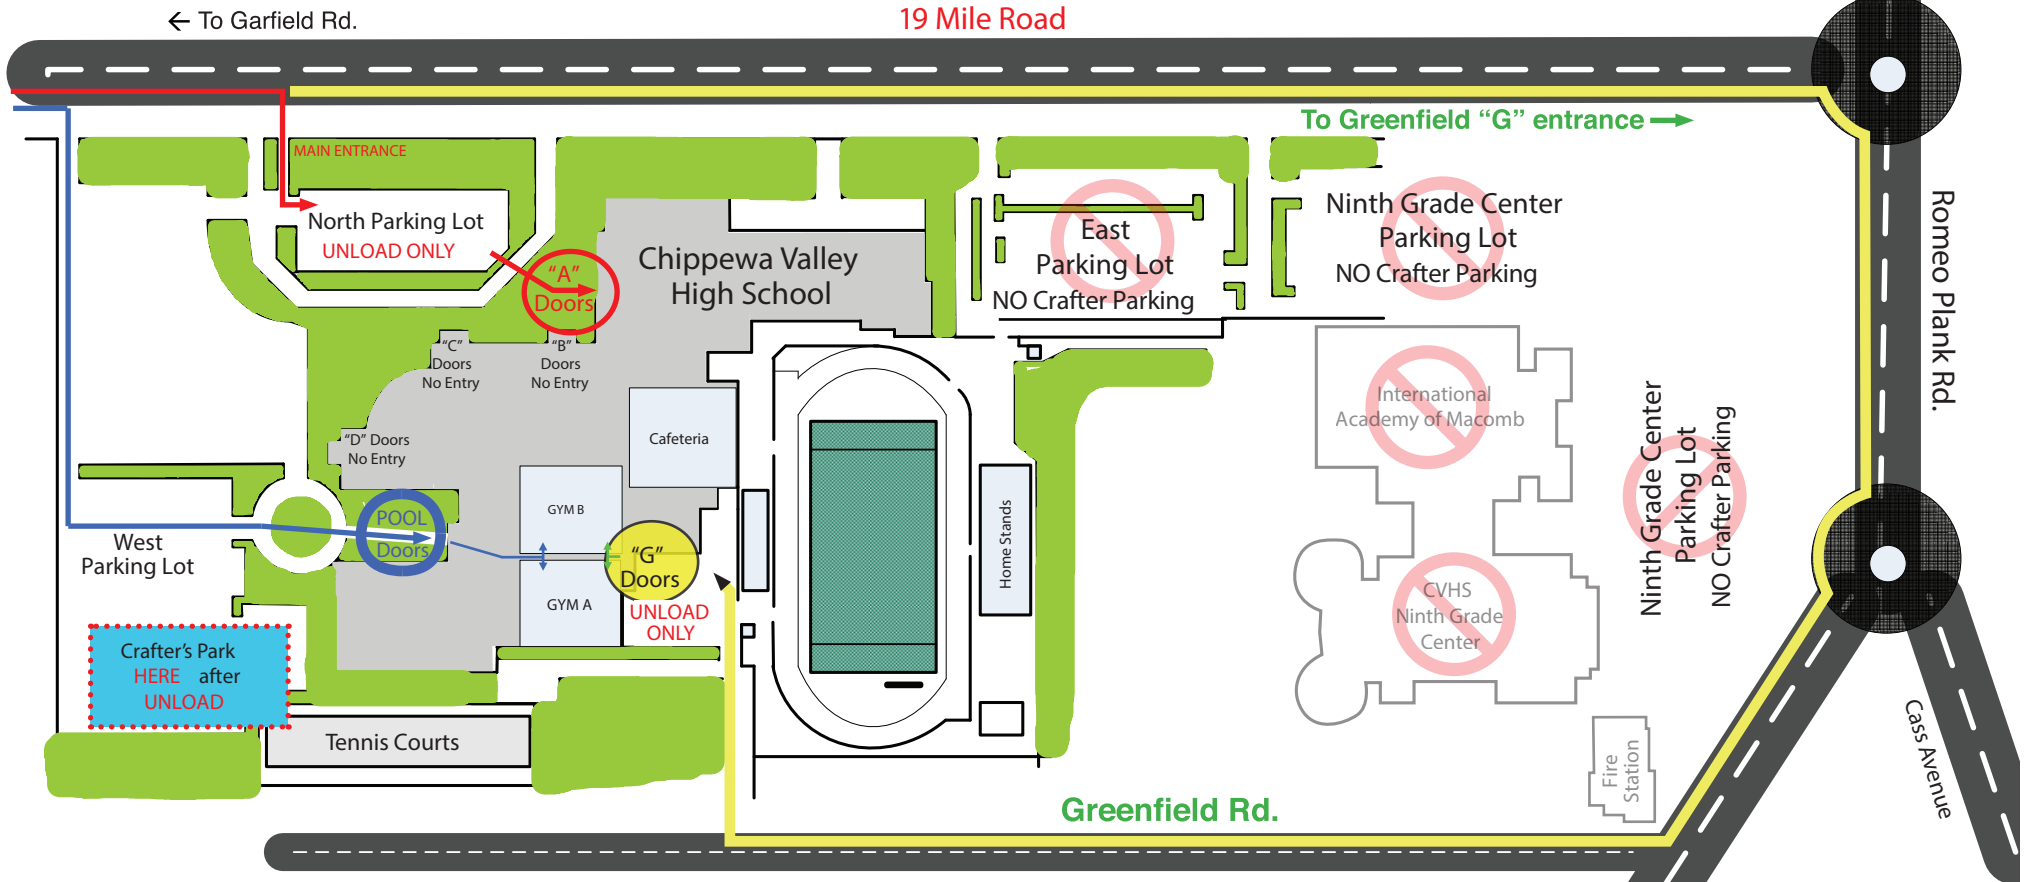 ← To Garfield Rd.
19 Mile Road
To Greenfield “G” entrance →
MAIN ENTRANCE
North Parking Lot
UNLOAD ONLY
“A”
Doors
Chippewa Valley
High School
East
Parking Lot
NO Crafter Parking
Ninth Grade Center
Parking Lot
NO Crafter Parking
Romeo Plank Rd.
“C”
Doors
No Entry
“B”
Doors
No Entry
“D” Doors
No Entry
Cafeteria
International
Academy of Macomb
Ninth Grade Center
Parking Lot
NO Crafter Parking
POOL
Doors
GYM B
“G”
Doors
UNLOAD
ONLY
GYM A
Home Stands
West
Parking Lot
CVHS
Ninth Grade
Center
Crafter’s Park
HERE after
UNLOAD
Tennis Courts
Fire
Station
Cass Avenue
Greenfield Rd.